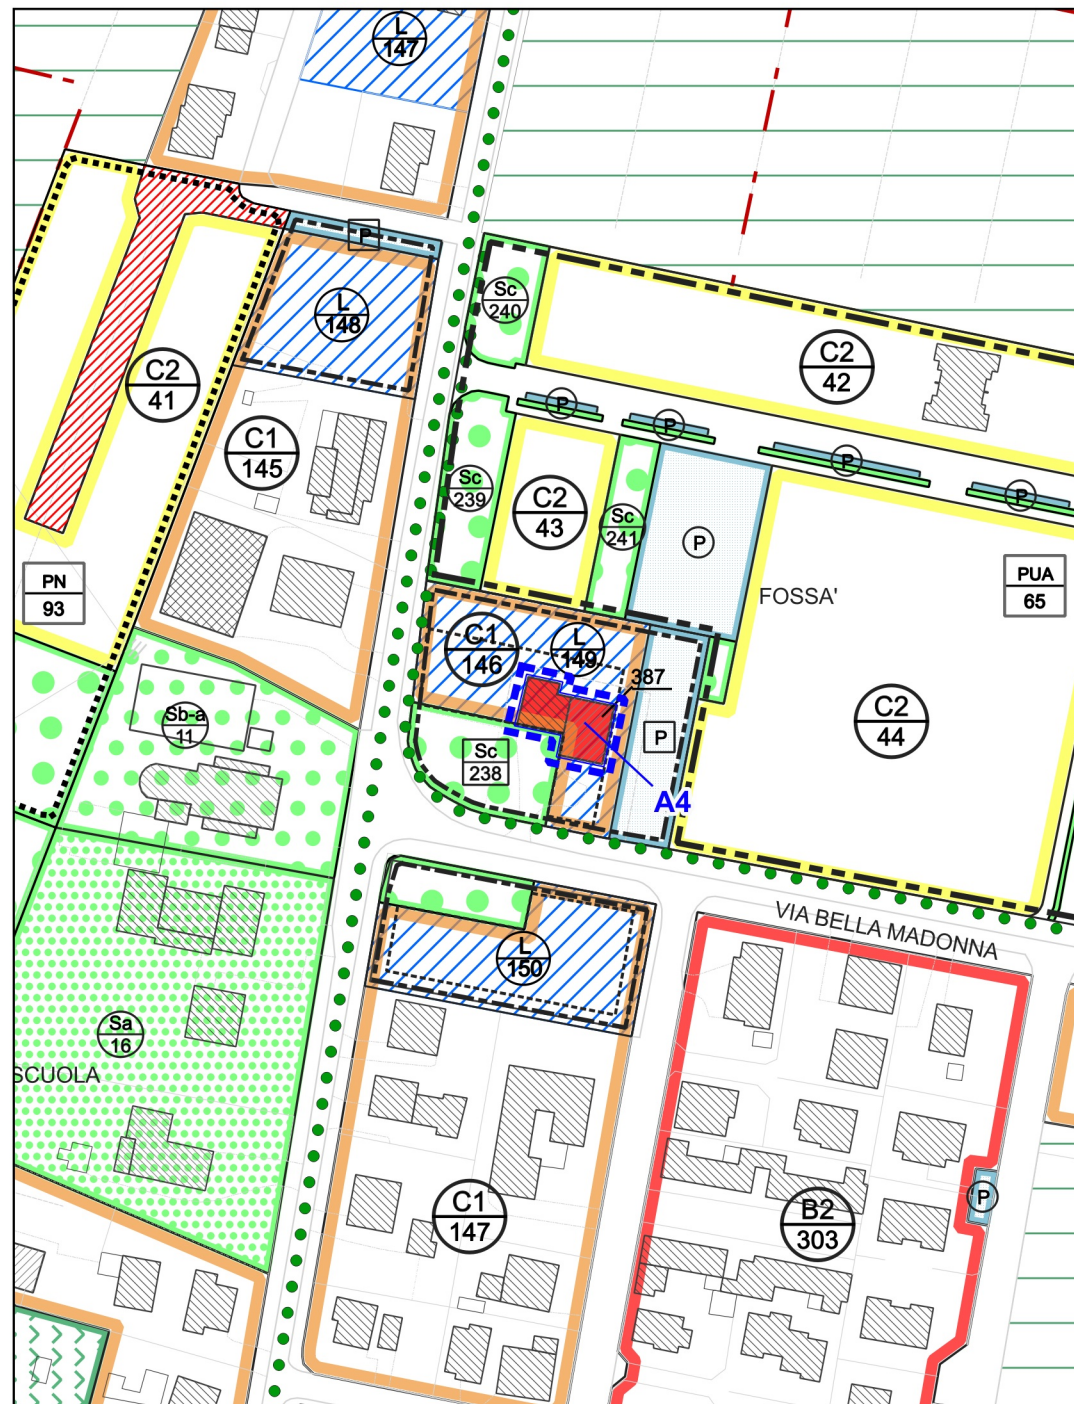 L
147
P
L
148
Sc
240
C2
42
C2
41
P
P
P
P
C1
145
Sc
239
C2
43
Sc
241
P
PN
93
FOSSA'
PUA
65
C1
146
L
149
387
Sb-a
11
Sc
238
P
C2
44
A4
VIA BELLA MADONNA
L
150
Sa
16
SCUOLA
C1
147
B2
303
P